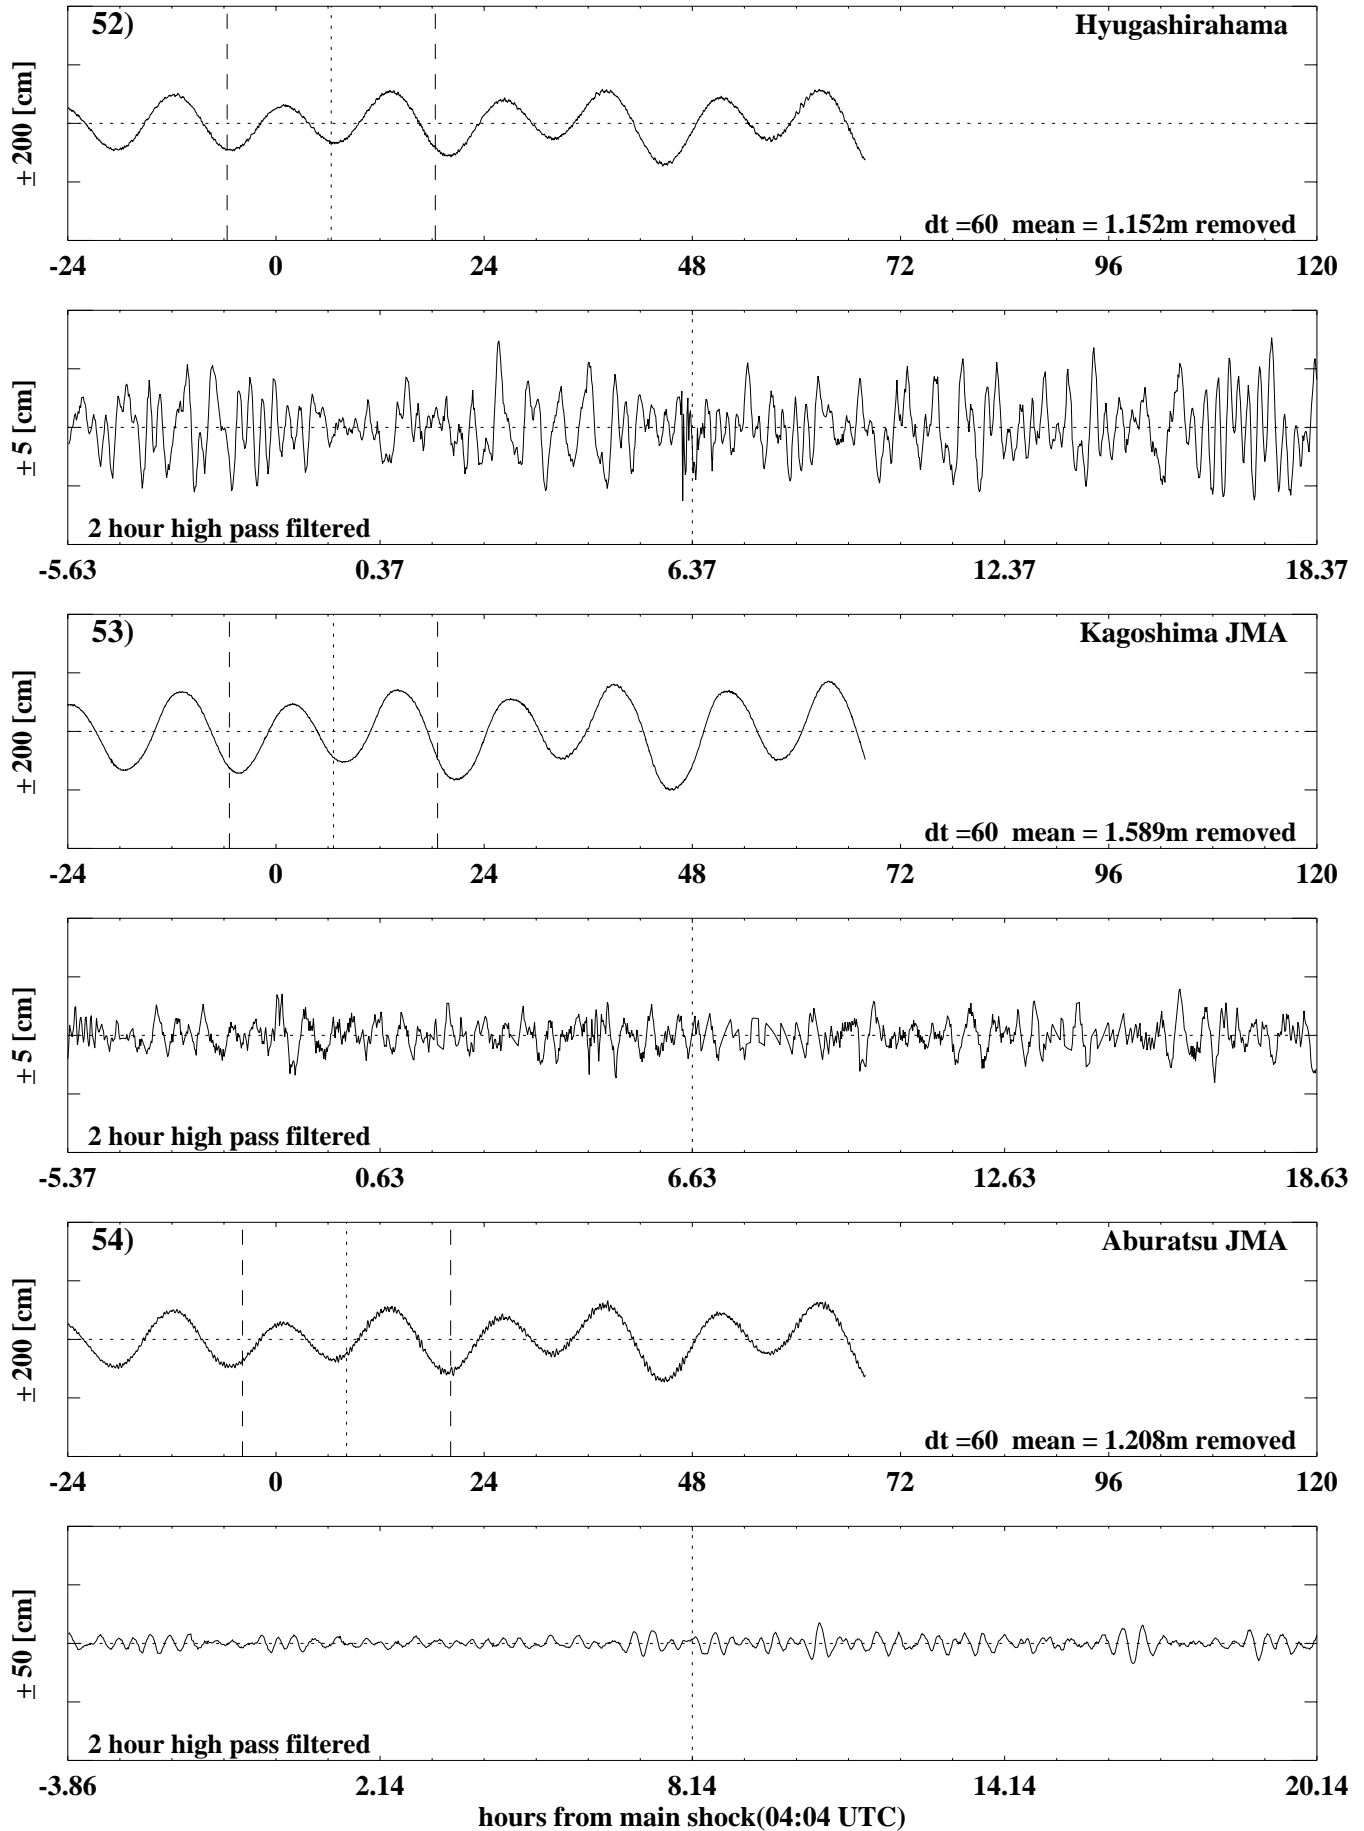 52) Hyugashirahama
± 200 [cm]
dt =60 mean = 1.152m removed
-24 0 24 48 72 96 120
± 5 [cm]
2 hour high pass filtered
-5.63 0.37 6.37 12.37 18.37
53) Kagoshima JMA
± 200 [cm]
dt =60 mean = 1.589m removed
-24 0 24 48 72 96 120
± 5 [cm]
2 hour high pass filtered
-5.37 0.63 6.63 12.63 18.63
54) Aburatsu JMA
± 200 [cm]
dt =60 mean = 1.208m removed
-24 0 24 48 72 96 120
± 50 [cm]
2 hour high pass filtered
-3.86 2.14 8.14 14.14 20.14
hours from main shock(04:04 UTC)